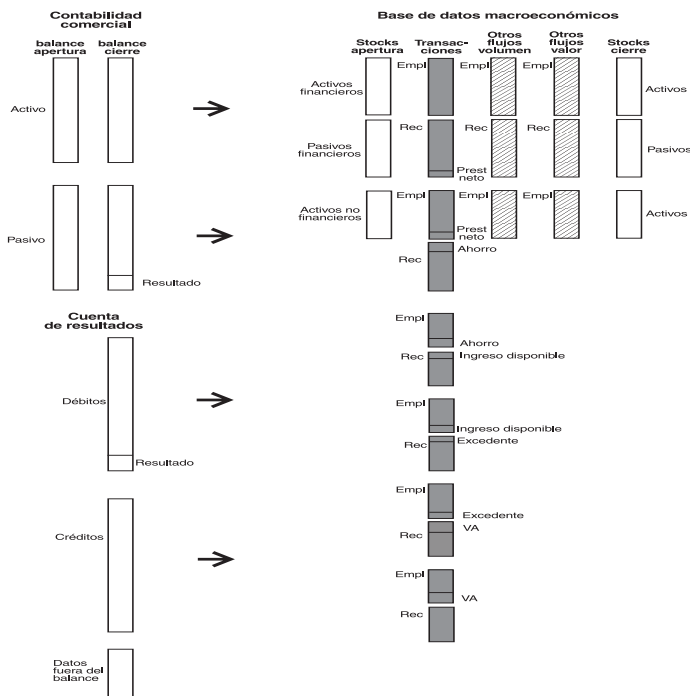 Contabilidad
comercial
balance
apertura
balance
cierre
Activo
Pasivo
Resultado
Cuenta
de resultados
Débitos
Resultado
Créditos
Datos
fuera del
balance
Base de datos macroeconómicos
Stocks
apertura
Transac-
ciones
Otros
flujos
volumen
Otros
flujos
valor
Stocks
cierre
Activos
financieros
Empl
Empl
Empl
Activos
Pasivos
financieros
Rec
Rec
Rec
Pasivos
Prest
neto
Activos no
financieros
Empl
Empl
Empl
Activos
Prest
neto
Rec
Ahorro
Empl
Ahorro
Rec
Ingreso disponible
Empl
Ingreso disponible
Rec
Excedente
Empl
Excedente
Rec
VA
Empl
VA
Rec